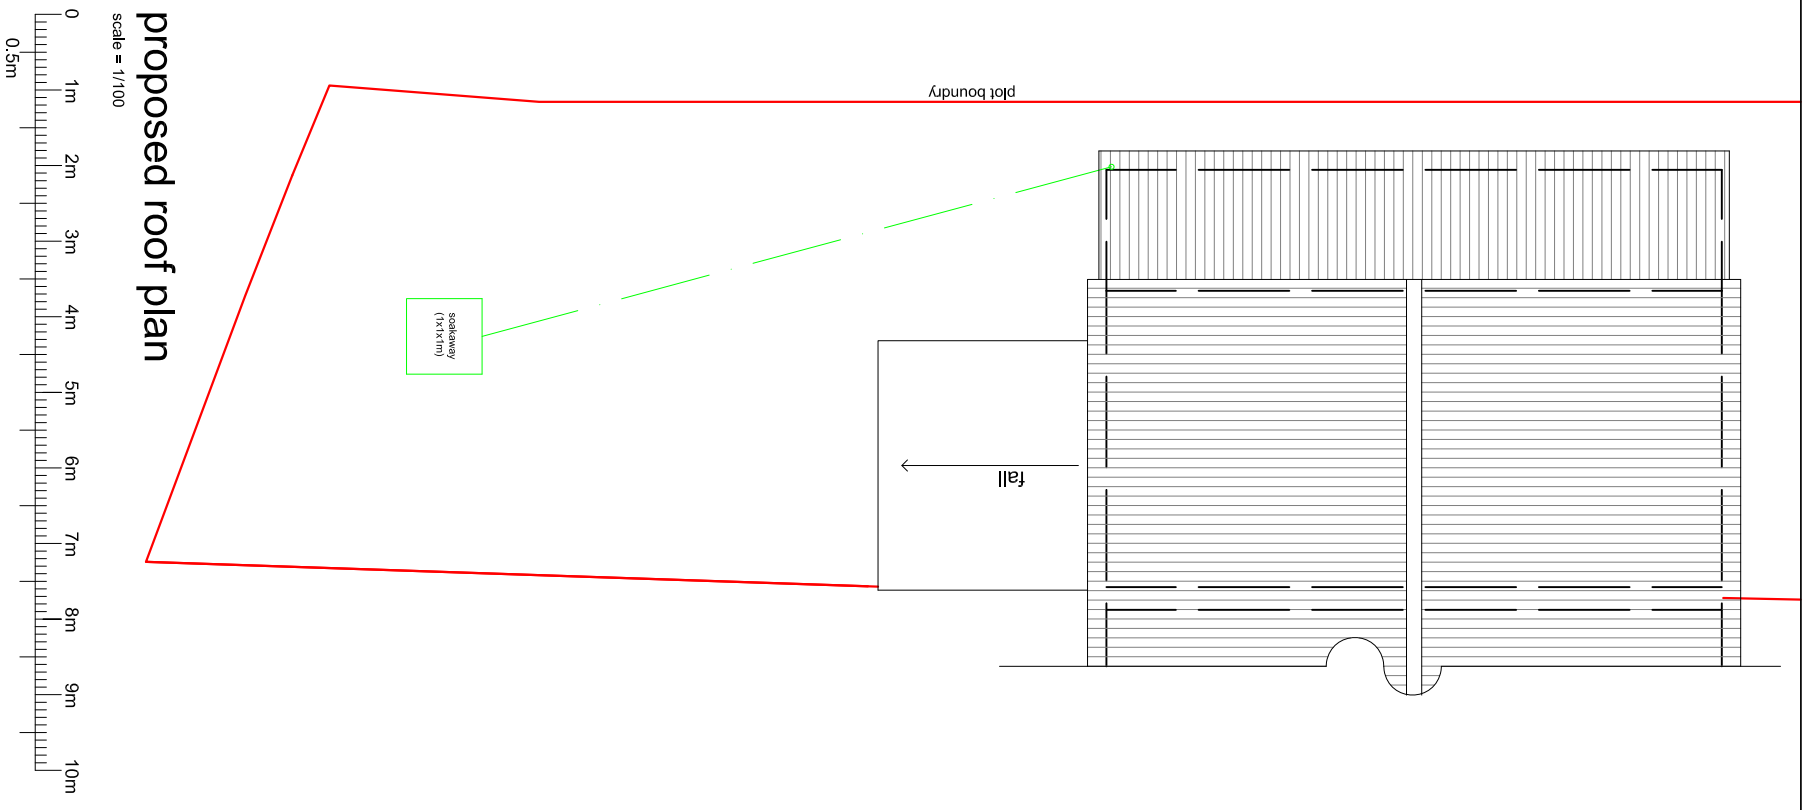 proposed roof plan
scale = 1/100
0
0.5m
1m
2m
3m
4m
5m
6m
7m
8m
9m
10m
plot boundry
soakaway
(1x1x1m)
fall